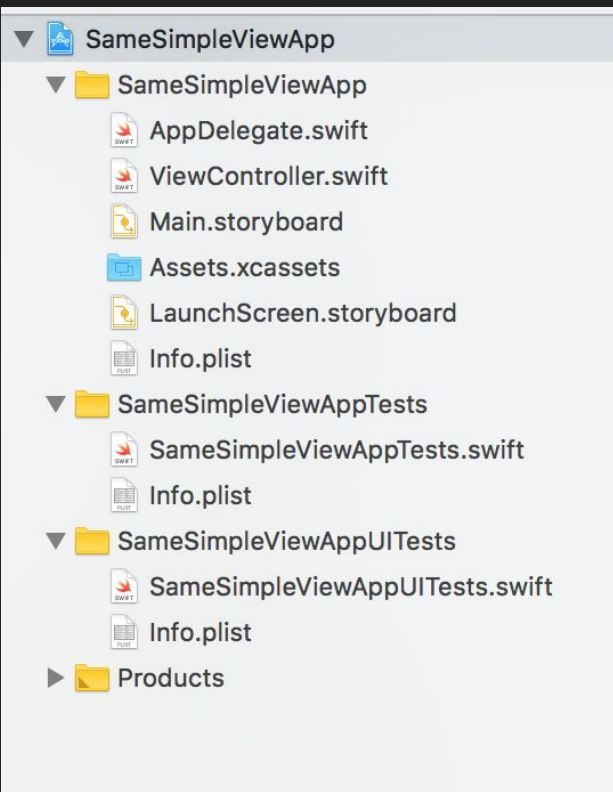 SameSimpleViewApp
SameSimpleViewApp
AppDelegate.swift
ViewController.swift
Main.storyboard
Assets.xcassets
LaunchScreen.storyboard
Info.plist
SameSimpleViewAppTests
SameSimpleViewAppTests.swift
Info.plist
SameSimpleViewAppUITests
SameSimpleViewAppUITests.swift
Info.plist
Products